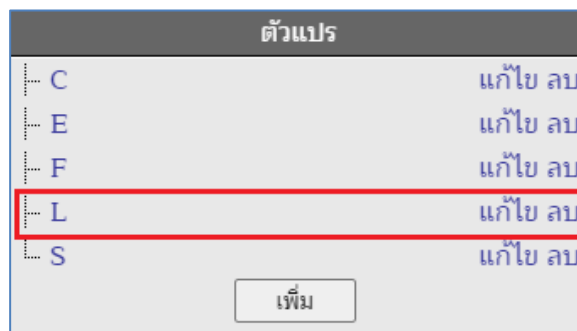 ตัวแปร
C แก้ไข ลบ
E แก้ไข ลบ
F แก้ไข ลบ
L แก้ไข ลบ
S แก้ไข ลบ
เพิ่ม